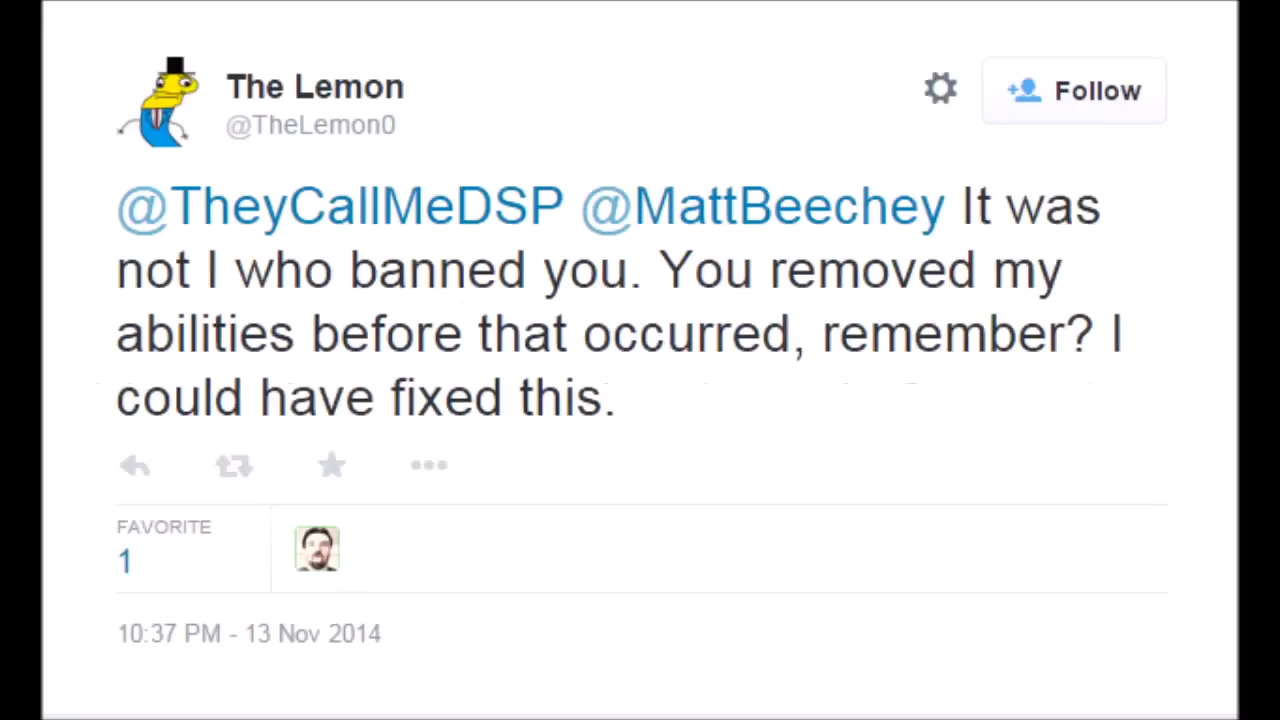 The Lemon
@TheLemon0
Follow
@TheyCallMeDSP @MattBeechey It was
not I who banned you. You removed my
abilities before that occurred, remember? I
could have fixed this.
FAVORITE
1
10:37 PM - 13 Nov 2014